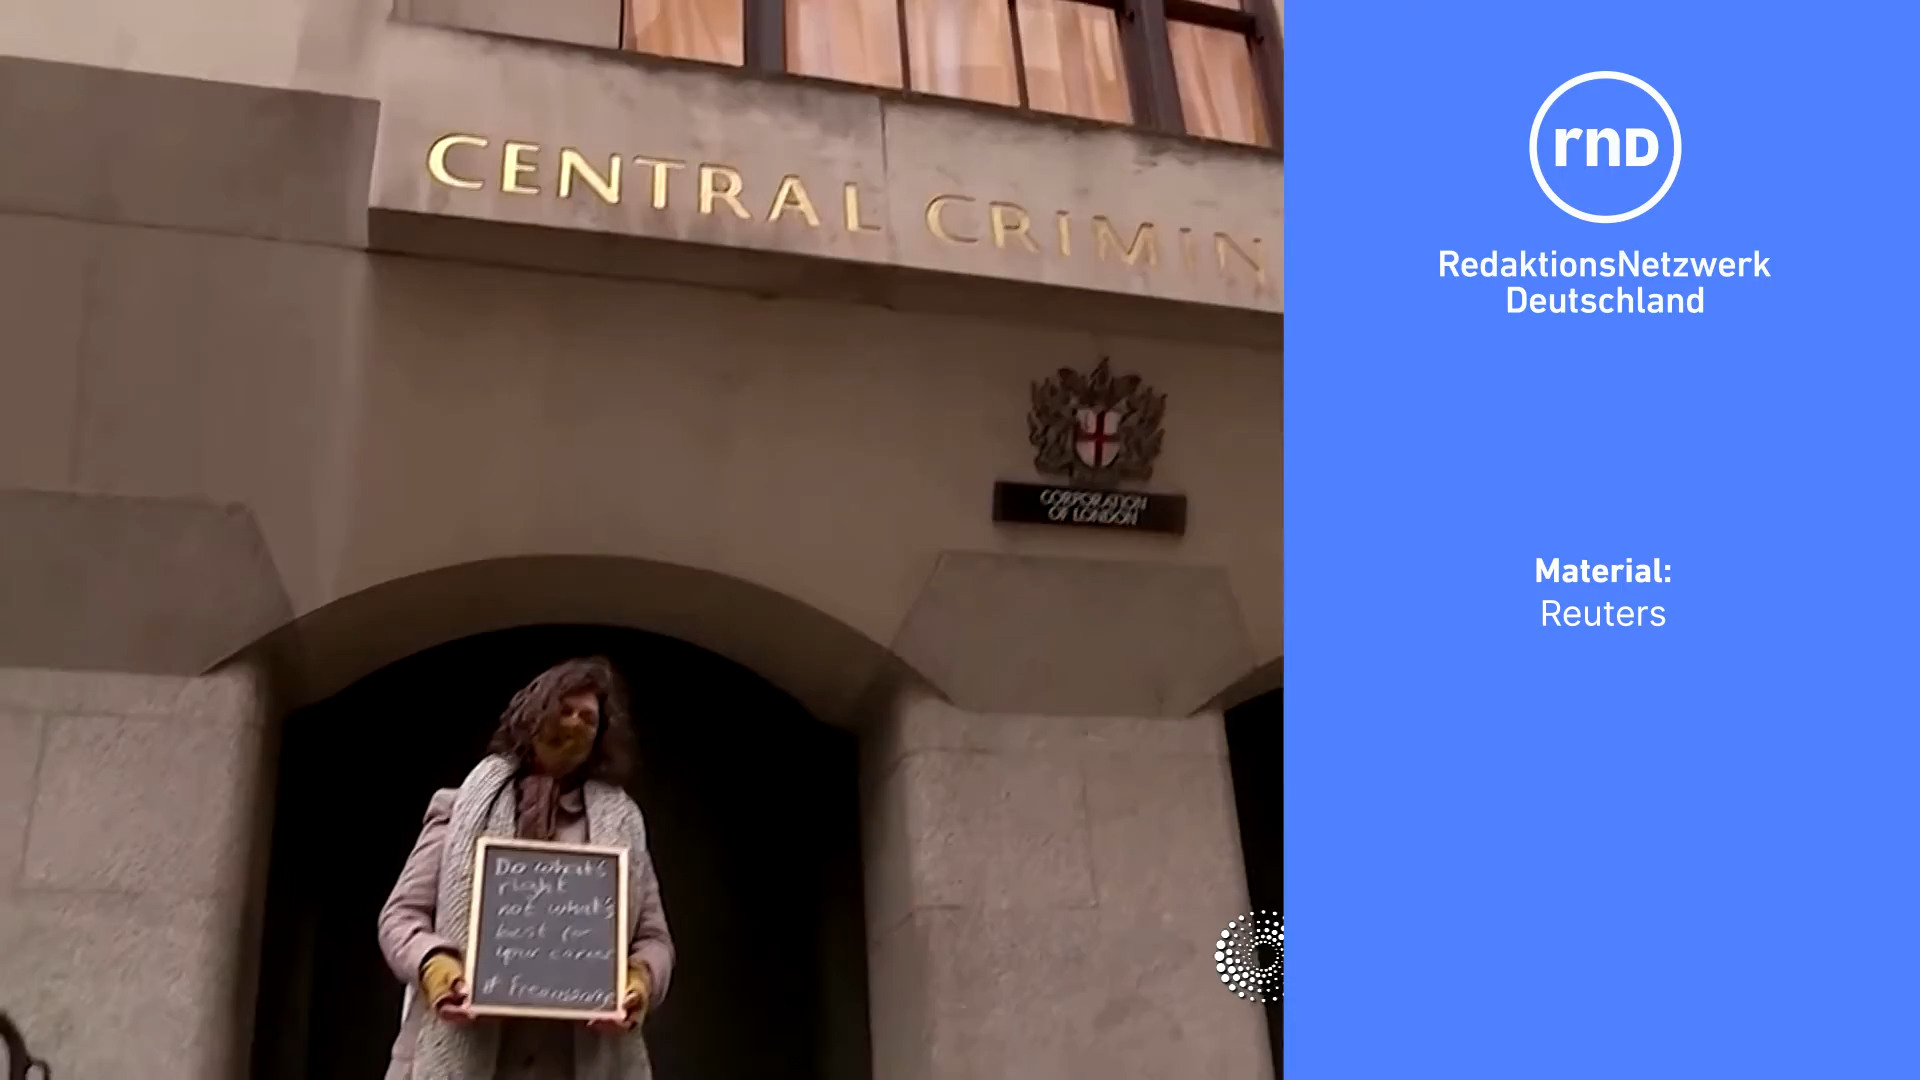 CENTRAL CRIMIN
CORPORATION
OF LONDON
Do what's
right
not what's
best for
your career
rnD
RedaktionsNetzwerk
Deutschland
Material:
Reuters